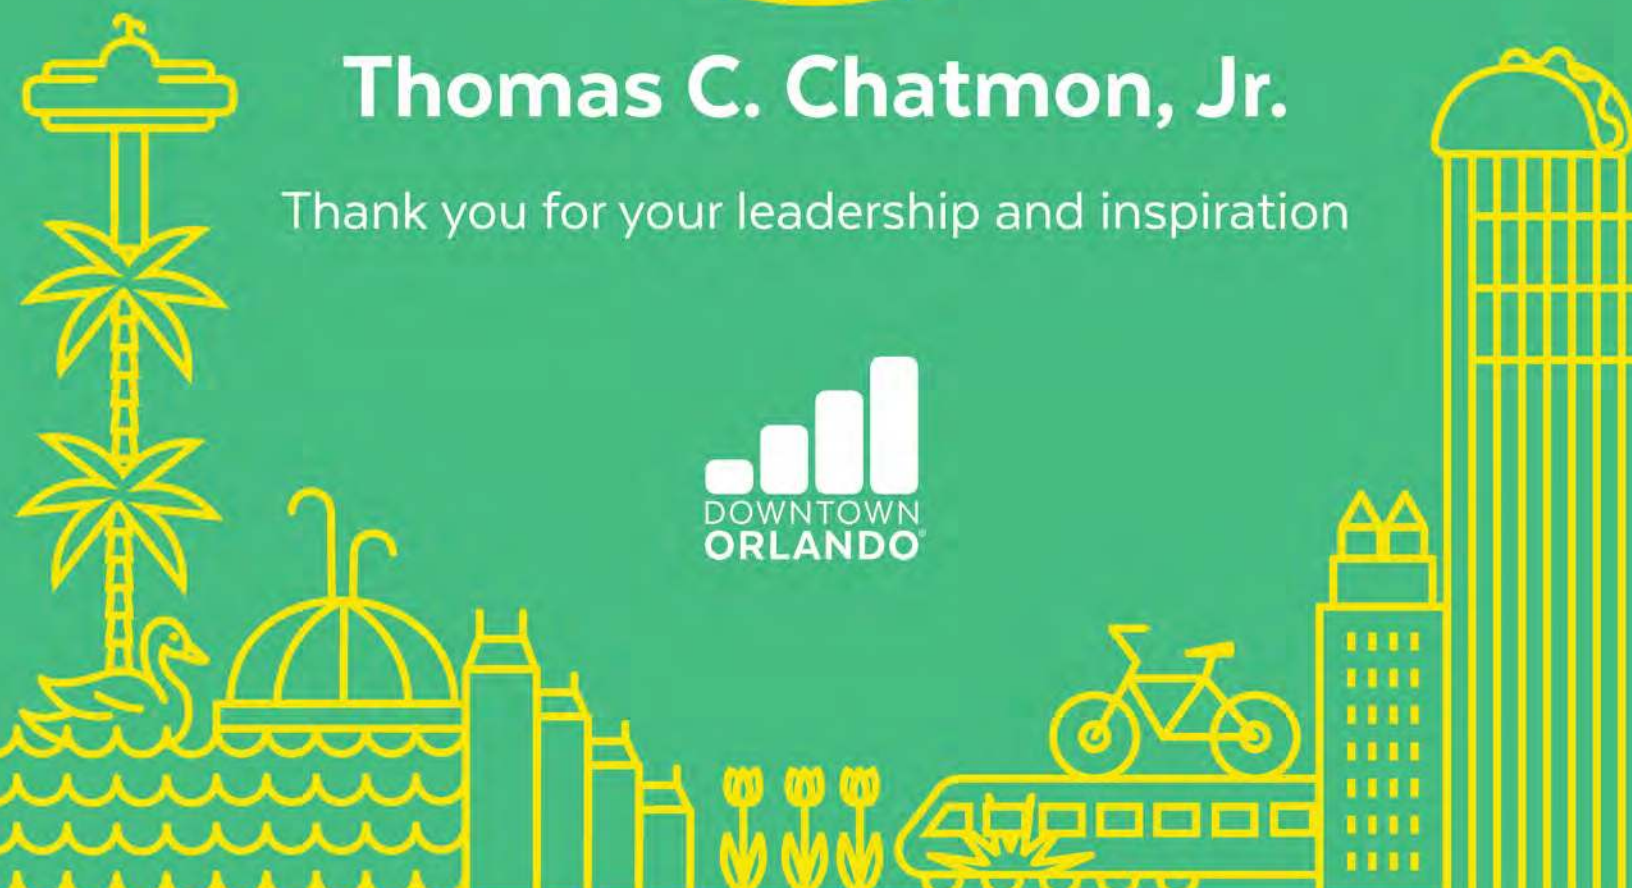 Thomas C. Chatmon, Jr.
Thank you for your leadership and inspiration
DOWNTOWN
ORLANDO®